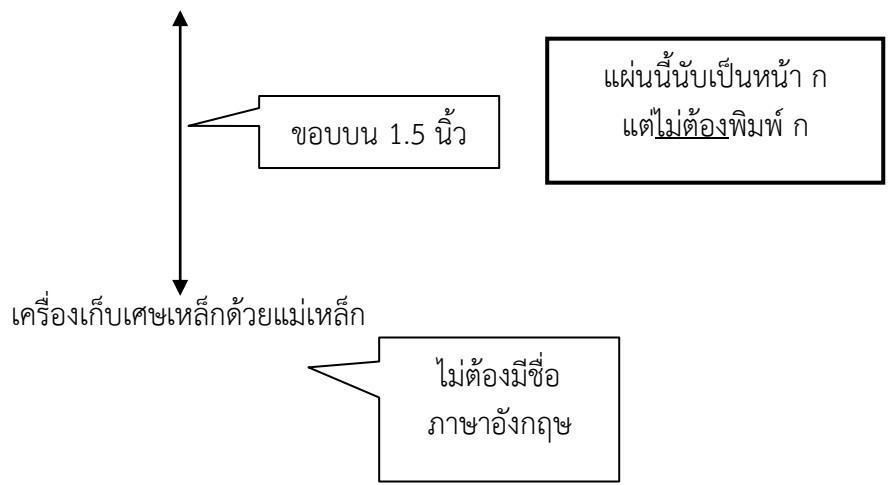 แผ่นนี้นับเป็นหน้า ก
แต่ไม่ต้องพิมพ์ ก
ขอบบน 1.5 นิ้ว
เครื่องเก็บเศษเหล็กด้วยแม่เหล็ก
ไม่ต้องมีชื่อ
ภาษาอังกฤษ